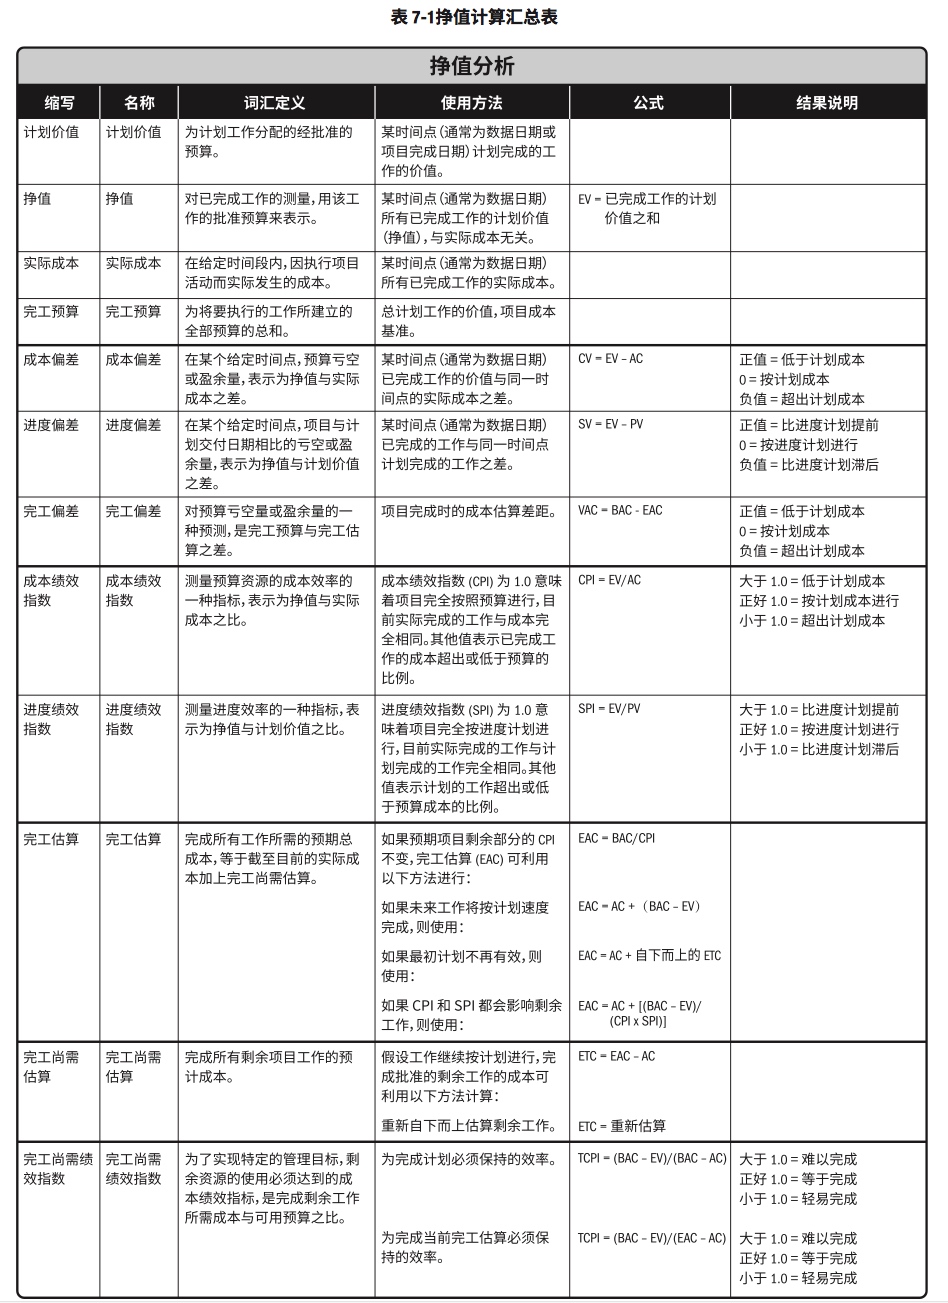 表 7-1挣值计算汇总表
挣值分析
缩写 名称 词汇定义 使用方法 公式 结果说明
计划价值
计划价值
为计划工作分配的经批准的
预算。
某时间点(通常为数据日期或
项目完成日期)计划完成的工
作的价值。
挣值
挣值
对已完成工作的测量,用该工
作的批准预算来表示。
某时间点(通常为数据日期)
所有已完成工作的计划价值
(挣值),与实际成本无关。
EV = 已完成工作的计划
价值之和
实际成本
实际成本
在给定时间段内,因执行项目
活动而实际发生的成本。
某时间点(通常为数据日期)
所有已完成工作的实际成本。
完工预算
完工预算
为将要执行的工作所建立的
全部预算的总和。
总计划工作的价值,项目成本
基准。
成本偏差
成本偏差
在某个给定时间点,预算亏空
或盈余量,表示为挣值与实际
成本之差。
某时间点(通常为数据日期)
已完成工作的价值与同一时
间点的实际成本之差。
CV = EV – AC
正值 = 低于计划成本
0 = 按计划成本
负值 = 超出计划成本
进度偏差
进度偏差
在某个给定时间点,项目与计
划交付日期相比的亏空或盈
余量,表示为挣值与计划价值
之差。
某时间点(通常为数据日期)
已完成的工作与同一时间点
计划完成的工作之差。
SV = EV – PV
正值 = 比进度计划提前
0 = 按进度计划进行
负值 = 比进度计划滞后
完工偏差
完工偏差
对预算亏空量或盈余量的一
种预测,是完工预算与完工估
算之差。
项目完成时的成本估算差距。
VAC = BAC - EAC
正值 = 低于计划成本
0 = 按计划成本
负值 = 超出计划成本
成本绩效
指数
成本绩效
指数
测量预算资源的成本效率的
一种指标,表示为挣值与实际
成本之比。
成本绩效指数 (CPI) 为 1.0 意味
着项目完全按照预算进行,目
前实际完成的工作与成本完
全相同。其他值表示已完成工
作的成本超出或低于预算的
比例。
CPI = EV/AC
大于 1.0 = 低于计划成本
正好 1.0 = 按计划成本进行
小于 1.0 = 超出计划成本
进度绩效
指数
进度绩效
指数
测量进度效率的一种指标,表
示为挣值与计划价值之比。
进度绩效指数 (SPI) 为 1.0 意
味着项目完全按进度计划进
行,目前实际完成的工作与计
划完成的工作完全相同。其他
值表示计划的工作超出或低
于预算成本的比例。
SPI = EV/PV
大于 1.0 = 比进度计划提前
正好 1.0 = 按进度计划进行
小于 1.0 = 比进度计划滞后
完工估算
完工估算
完成所有工作所需的预期总
成本,等于截至目前的实际成
本加上完工尚需估算。
如果预期项目剩余部分的 CPI
不变,完工估算 (EAC) 可利用
以下方法进行:
EAC = BAC/CPI
如果未来工作将按计划速度
完成,则使用:
EAC = AC +（BAC – EV）
如果最初计划不再有效,则
使用:
EAC = AC + 自下而上的 ETC
如果 CPI 和 SPI 都会影响剩余
工作,则使用:
EAC = AC + [(BAC – EV)/
(CPI x SPI)]
完工尚需
估算
完工尚需
估算
完成所有剩余项目工作的预
计成本。
假设工作继续按计划进行,完
成批准的剩余工作的成本可
利用以下方法计算:
ETC = EAC – AC
重新自下而上估算剩余工作。
ETC = 重新估算
完工尚需绩
效指数
完工尚需
绩效指数
为了实现特定的管理目标,剩
余资源的使用必须达到的成
本绩效指标,是完成剩余工作
所需成本与可用预算之比。
为完成计划必须保持的效率。
TCPI = (BAC – EV)/(BAC – AC)
大于 1.0 = 难以完成
正好 1.0 = 等于完成
小于 1.0 = 轻易完成
为完成当前完工估算必须保
持的效率。
TCPI = (BAC – EV)/(EAC – AC)
大于 1.0 = 难以完成
正好 1.0 = 等于完成
小于 1.0 = 轻易完成